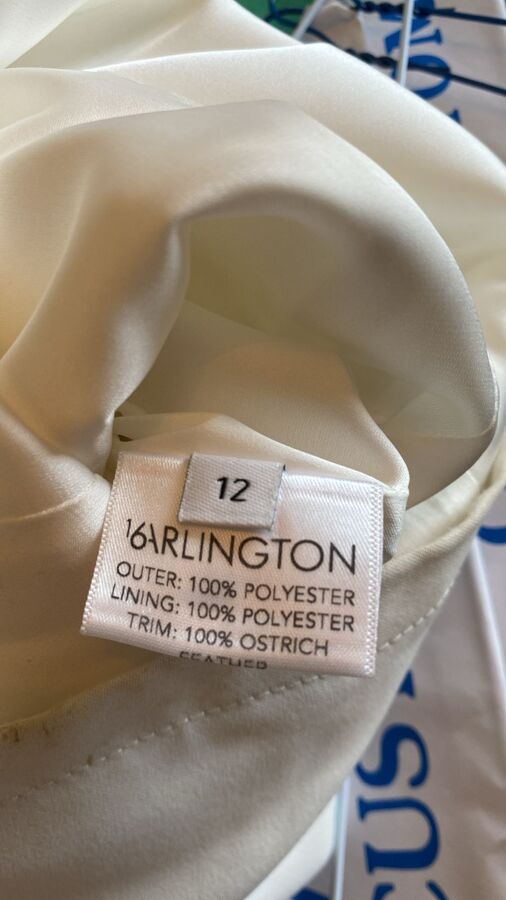 12
16ARLINGTON
OUTER: 100% POLYESTER
LINING: 100% POLYESTER
TRIM: 100% OSTRICH
FEATHER